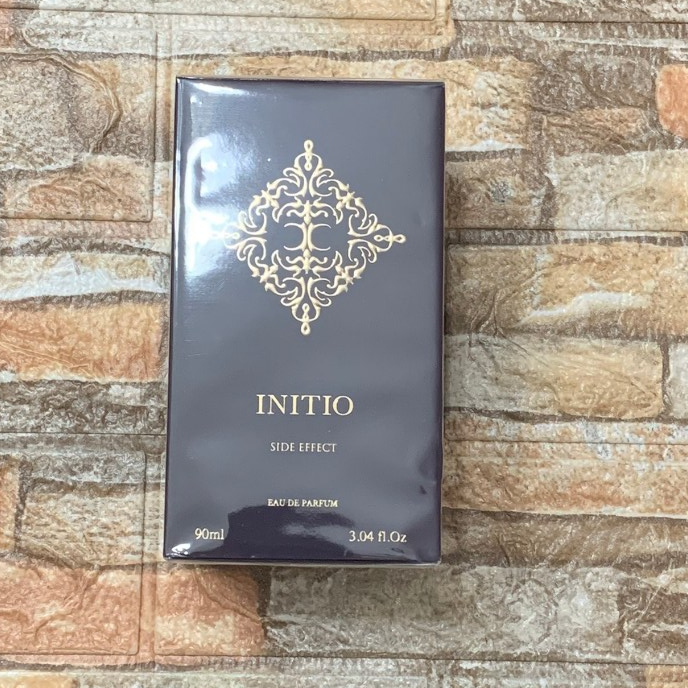 INITIO
SIDE EFFECT
EAU DE PARFUM
90ml 3.04 fl.Oz